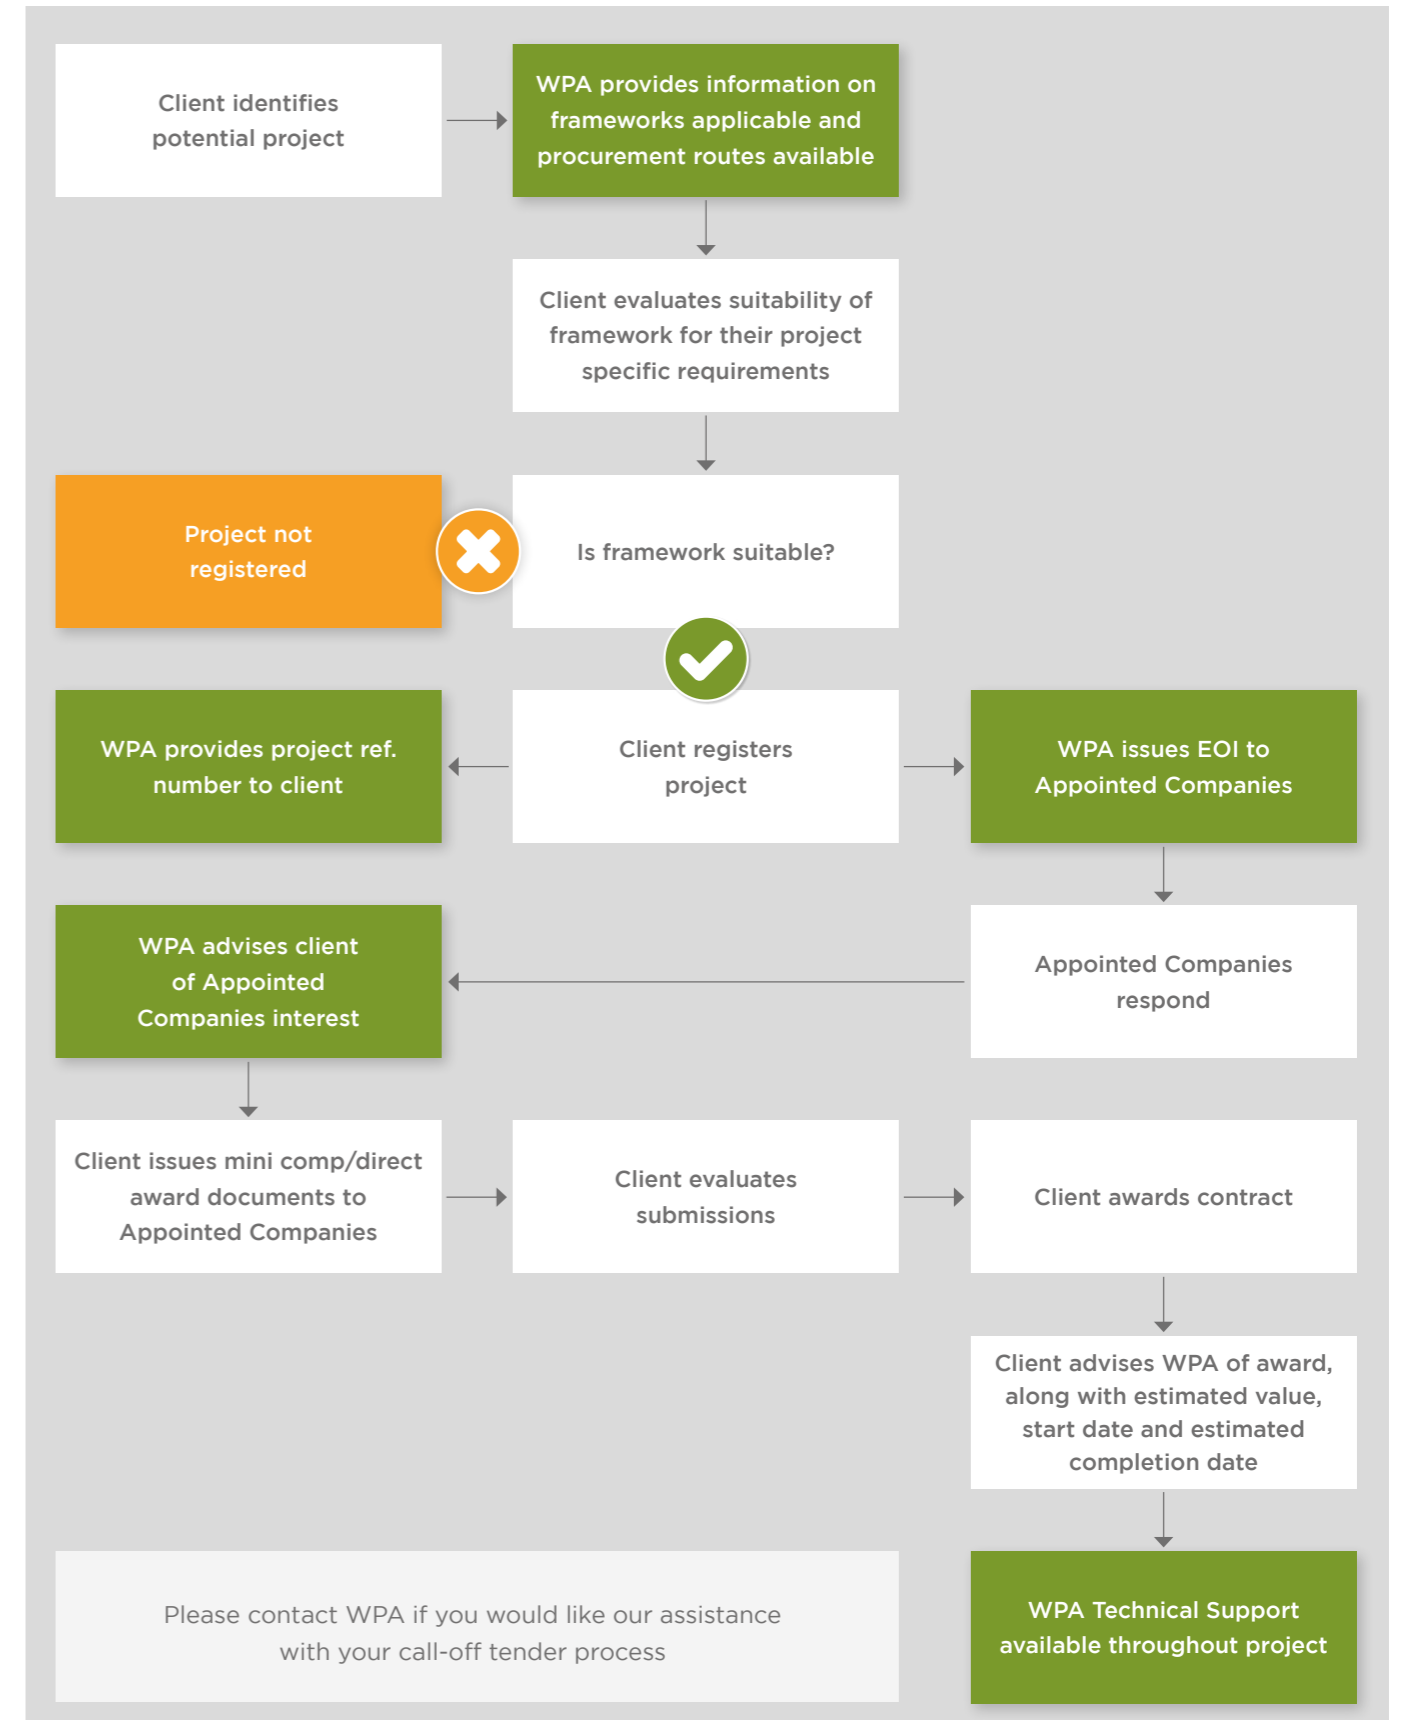 Client identifies
potential project
WPA provides information on
frameworks applicable and
procurement routes available
Client evaluates suitability of
framework for their project
specific requirements
Project not
registered
Is framework suitable?
WPA provides project ref.
number to client
Client registers
project
WPA issues EOI to
Appointed Companies
WPA advises client
of Appointed
Companies interest
Appointed Companies
respond
Client issues mini comp/direct
award documents to
Appointed Companies
Client evaluates
submissions
Client awards contract
Client advises WPA of award,
along with estimated value,
start date and estimated
completion date
Please contact WPA if you would like our assistance
with your call-off tender process
WPA Technical Support
available throughout project